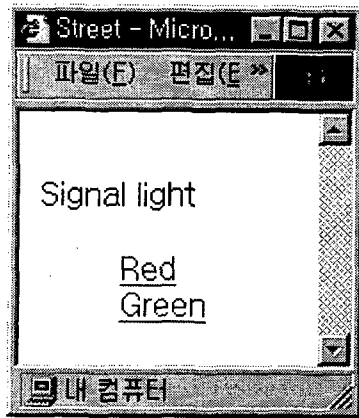 Street – Micro...
파일(F) 편집(E »
Signal light
Red
Green
내 컴퓨터